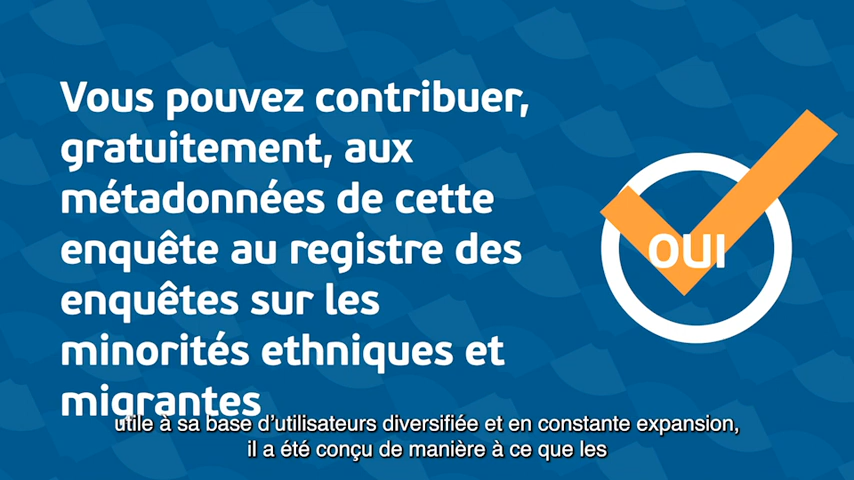 Vous pouvez contribuer,
gratuitement, aux
métadonnées de cette
enquête au registre des
enquêtes sur les
minorités ethniques et
migrantes
OUI
utile à sa base d'utilisateurs diversifiée et en constante expansion,
il a été conçu de manière à ce que les